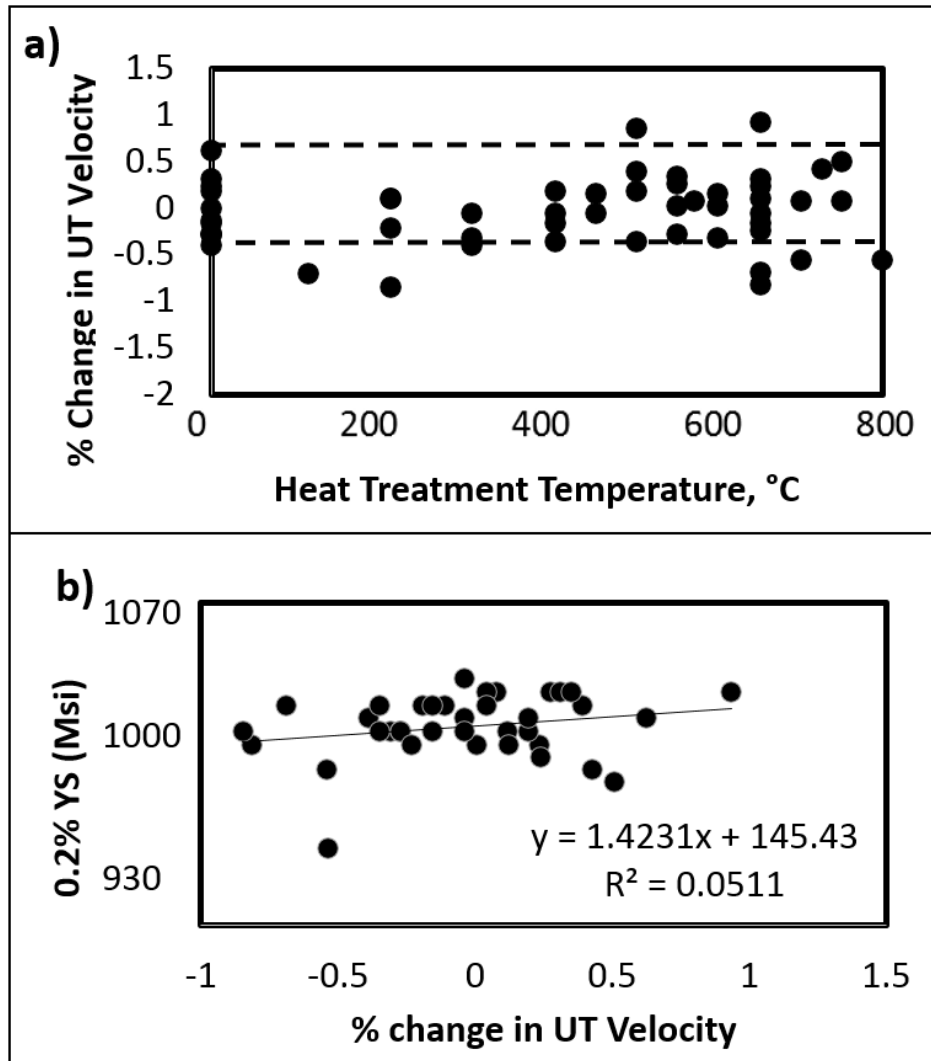 a)
% Change in UT Velocity
1.5
1
0.5
0
-0.5
-1
-1.5
-2
0 200 400 600 800
Heat Treatment Temperature, °C
b)
0.2% YS (Msi)
1070
1000
930
y = 1.4231x + 145.43
R² = 0.0511
-1 -0.5 0 0.5 1 1.5
% change in UT Velocity